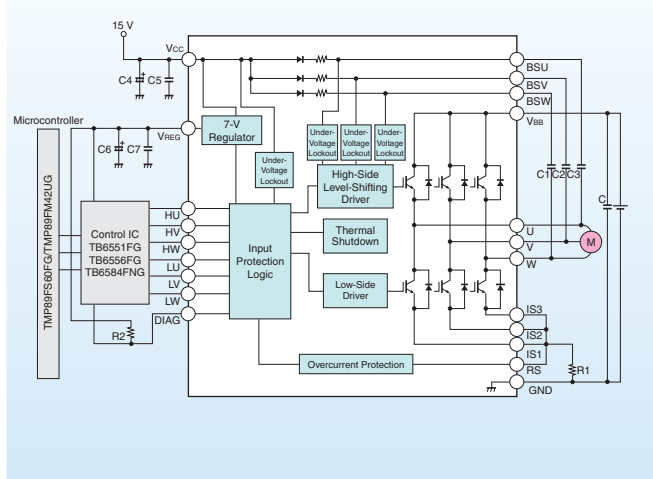 15 V
VCC
C4
+
C5
BSU
BSV
BSW
VBB
Microcontroller
TMP89FS60FG/TMP89FM42UG
VREG
C6
+
C7
7-V
Regulator
Under-
Voltage
Lockout
Under-
Voltage
Lockout
Under-
Voltage
Lockout
Under-
Voltage
Lockout
High-Side
Level-Shifting
Driver
C1
C2
C3
C
Control IC
TB6551FG
TB6556FG
TB6584FNG
HU
HV
HW
LU
LV
LW
DIAG
Input
Protection
Logic
Thermal
Shutdown
Low-Side
Driver
U
V
W
M
R2
IS3
IS2
IS1
RS
R1
GND
Overcurrent Protection